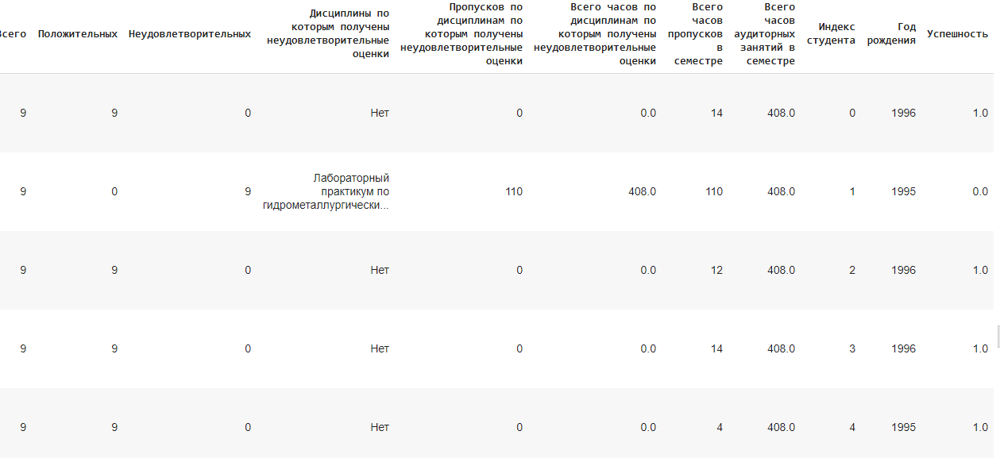 Всего Положительных Неудовлетворительных Дисциплины по которым получены неудовлетворительные оценки Пропусков по дисциплинам по которым получены неудовлетворительные оценки Всего часов по дисциплинам по которым получены неудовлетворительные оценки Всего часов пропусков в семестре Всего часов аудиторных занятий в семестре Индекс студента Год рождения Успешность
9 9 0 Нет 0 0.0 14 408.0 0 1996 1.0
9 0 9 Лабораторный практикум по гидрометаллургически... 110 408.0 110 408.0 1 1995 0.0
9 9 0 Нет 0 0.0 12 408.0 2 1996 1.0
9 9 0 Нет 0 0.0 14 408.0 3 1996 1.0
9 9 0 Нет 0 0.0 4 408.0 4 1995 1.0